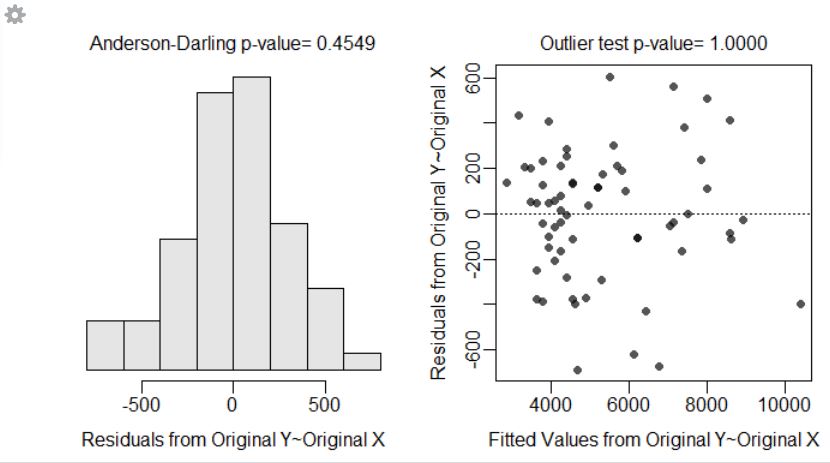 Anderson-Darling p-value= 0.4549
-500
0
500
Residuals from Original Y~Original X
Outlier test p-value= 1.0000
Residuals from Original Y~Original X
600
200
0
-200
-600
4000
6000
8000
10000
Fitted Values from Original Y~Original X